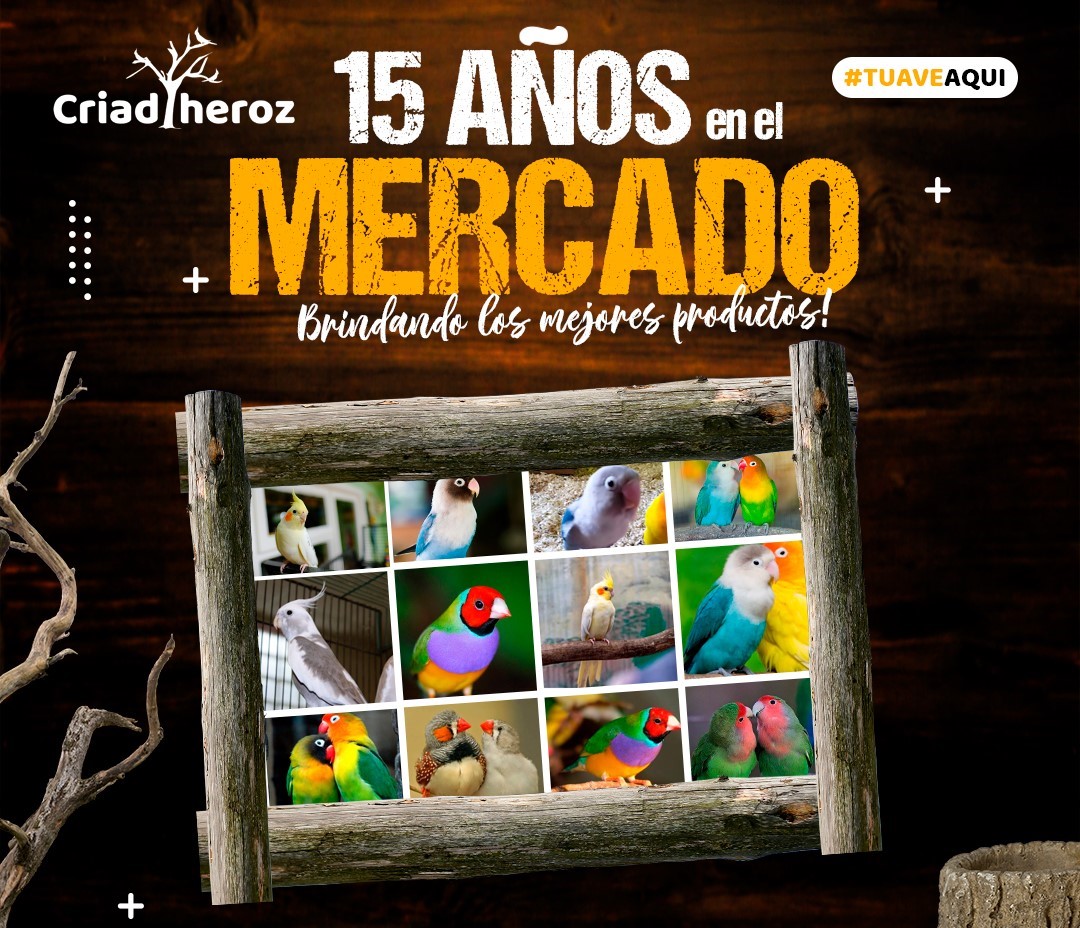 Criadheroz
15 AÑOS en el
#TUAVEAQUI
MERCADO
Brindando los mejores productos!